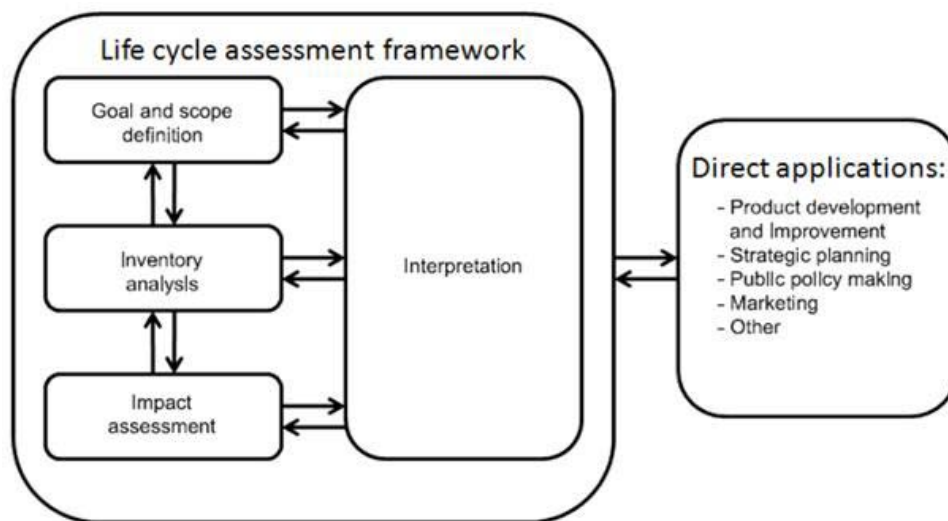 Life cycle assessment framework
Goal and scope
definition
Inventory
analysis
Impact
assessment
Interpretation
Direct applications:
- Product development
and Improvement
- Strategic planning
- Public policy making
- Marketing
- Other